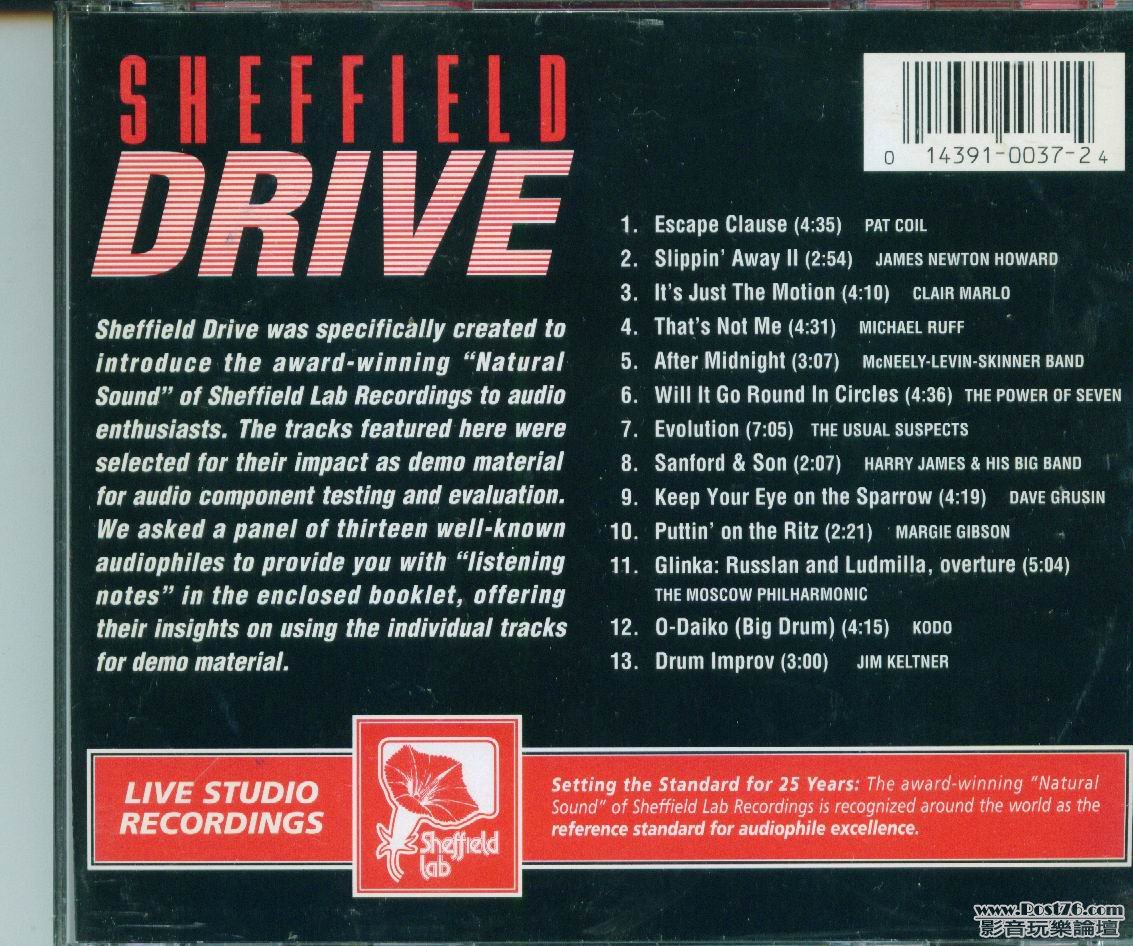 SHEFFIELD
DRIVE
Sheffield Drive was specifically created to
introduce the award-winning “Natural
Sound” of Sheffield Lab Recordings to audio
enthusiasts. The tracks featured here were
selected for their impact as demo material
for audio component testing and evaluation.
We asked a panel of thirteen well-known
audiophiles to provide you with “listening
notes” in the enclosed booklet, offering
their insights on using the individual tracks
for demo material.
0 14391-0037-2 4
1. Escape Clause (4:35) PAT COIL
2. Slippin’ Away II (2:54) JAMES NEWTON HOWARD
3. It’s Just The Motion (4:10) CLAIR MARLO
4. That’s Not Me (4:31) MICHAEL RUFF
5. After Midnight (3:07) McNEELY-LEVIN-SKINNER BAND
6. Will It Go Round In Circles (4:36) THE POWER OF SEVEN
7. Evolution (7:05) THE USUAL SUSPECTS
8. Sanford & Son (2:07) HARRY JAMES & HIS BIG BAND
9. Keep Your Eye on the Sparrow (4:19) DAVE GRUSIN
10. Puttin’ on the Ritz (2:21) MARGIE GIBSON
11. Glinka: Russlan and Ludmilla, overture (5:04)
THE MOSCOW PHILHARMONIC
12. O-Daiko (Big Drum) (4:15) KODO
13. Drum Improv (3:00) JIM KELTNER
LIVE STUDIO
RECORDINGS
Sheffield
lab
Setting the Standard for 25 Years: The award-winning “Natural
Sound” of Sheffield Lab Recordings is recognized around the world as the
reference standard for audiophile excellence.
www.Post76.com
影音玩樂論壇